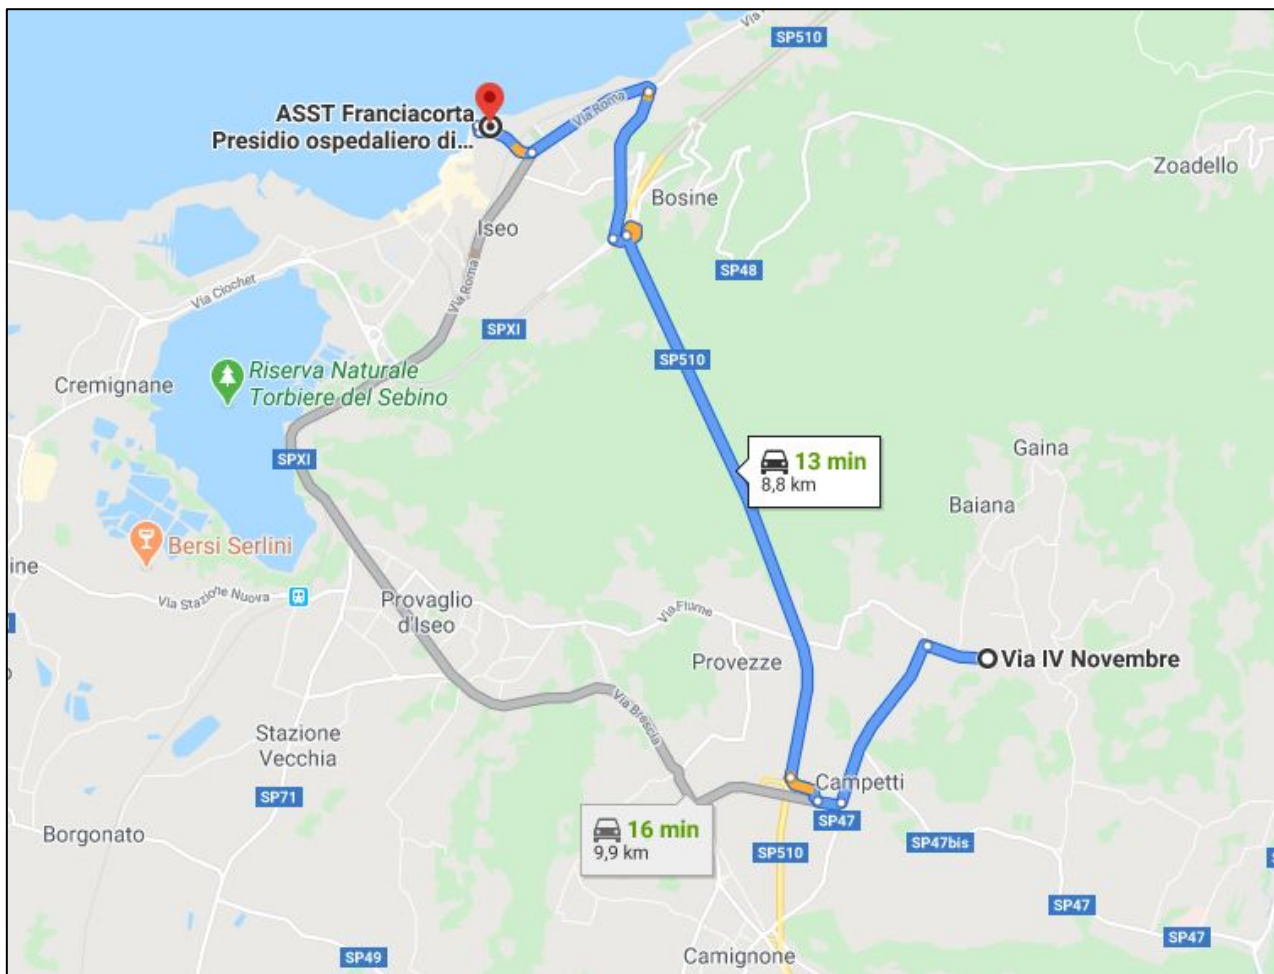 Via
SP510
ASST Franciacorta
Presidio ospedaliero di...
Via Roma
Zoadello
Bosine
Iseo
Via Ciochet
Via Roma
SP48
SPXI
SP510
Riserva Naturale
Torbiere del Sebino
Cremignane
SPXI
Gaina
13 min
8,8 km
Baiana
Bersi Serlini
ine
Via Stazione Nuova
Provaglio
d'Iseo
Via Fiume
Provezze
Via IV Novembre
Via Brescia
Stazione
Vecchia
Campetti
SP71
SP47
16 min
9,9 km
Borgonato
SP510
SP47bis
SP47
SP47
SP49
Camignone